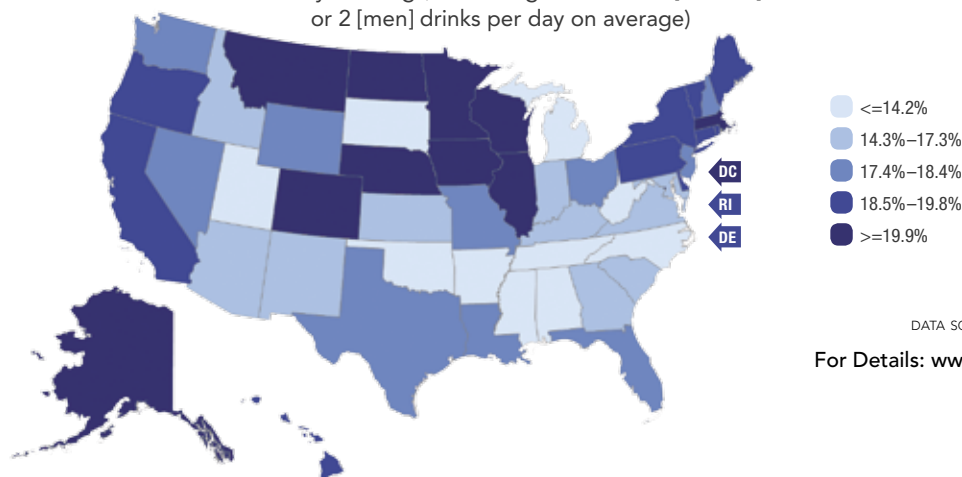 or 2 [men] drinks per day on average)
<=14.2%
14.3%–17.3%
17.4%–18.4%
18.5%–19.8%
>=19.9%
DC
RI
DE
DATA SO
For Details: ww